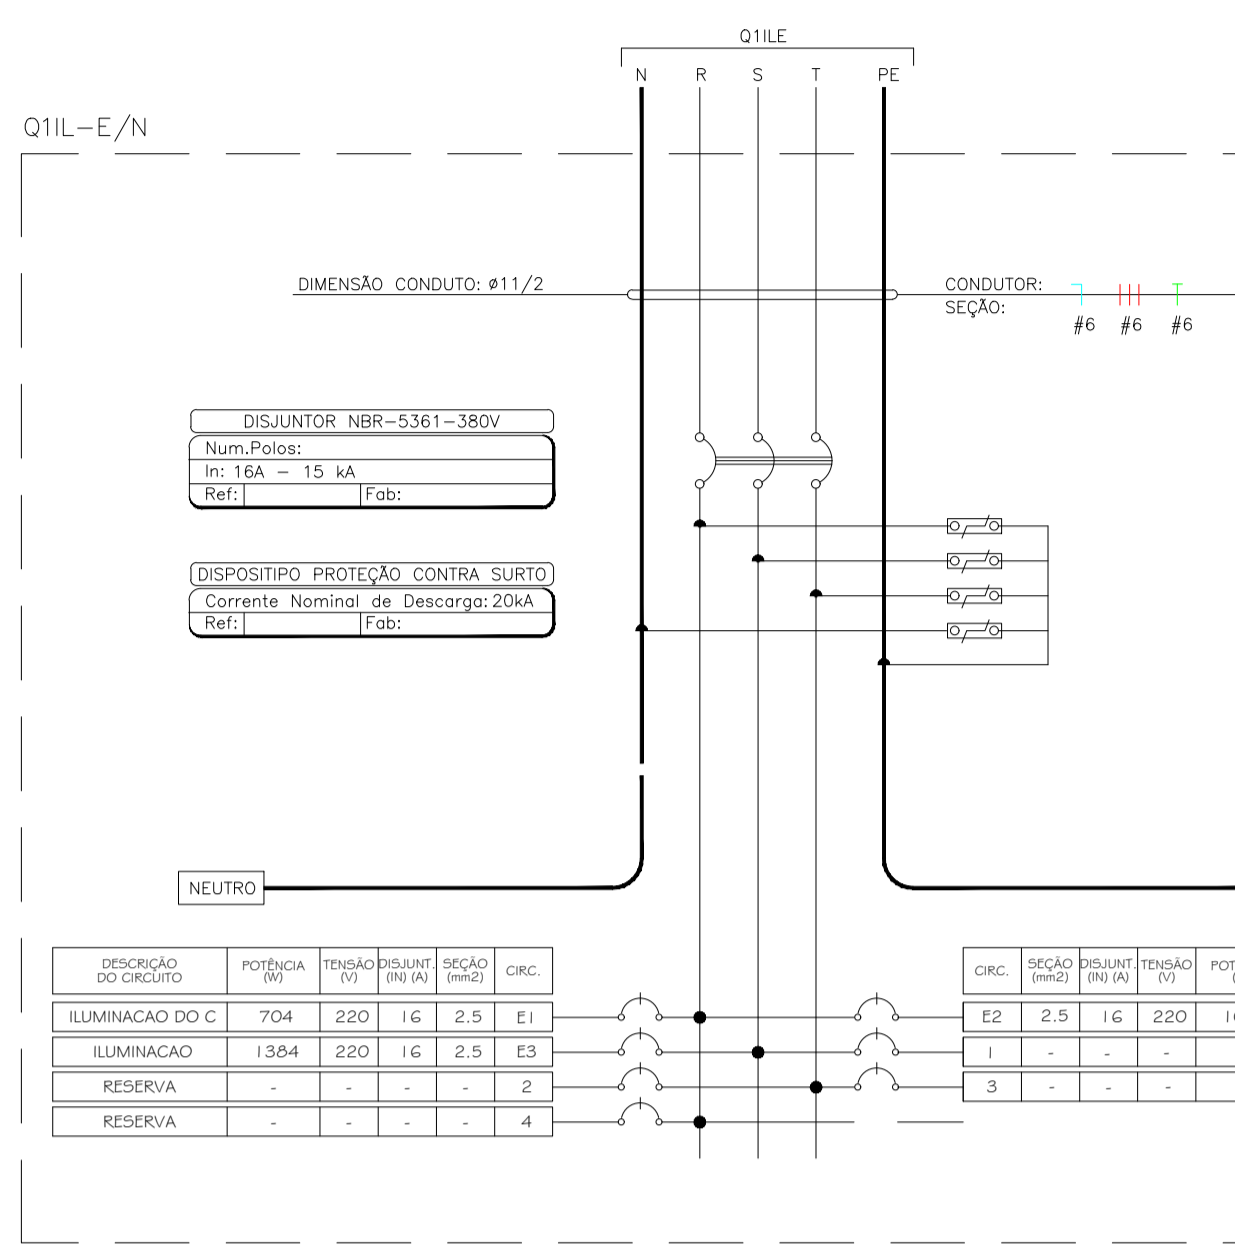 Q1ILE
N R S T PE
Q1IL-E/N
DIMENSÃO CONDUTO: ø11/2
CONDUTOR:
SEÇÃO:
#6 #6 #6
DISJUNTOR NBR-5361-380V
Num.Polos:
In: 16A - 15 kA
Ref: Fab:
DISPOSITIPO PROTEÇÃO CONTRA SURTO
Corrente Nominal de Descarga: 20kA
Ref: Fab:
NEUTRO
DESCRIÇÃO DO CIRCUITO POTÊNCIA (W) TENSÃO (V) DISJUNT. (IN) (A) SEÇÃO (mm2) CIRC.
ILUMINACAO DO C 704 220 16 2.5 E1
ILUMINACAO 1384 220 16 2.5 E3
RESERVA - - - - 2
RESERVA - - - - 4
CIRC. SEÇÃO (mm2) DISJUNT. (IN) (A) TENSÃO (V)
E2 2.5 16 220
1 - - -
3 - - -